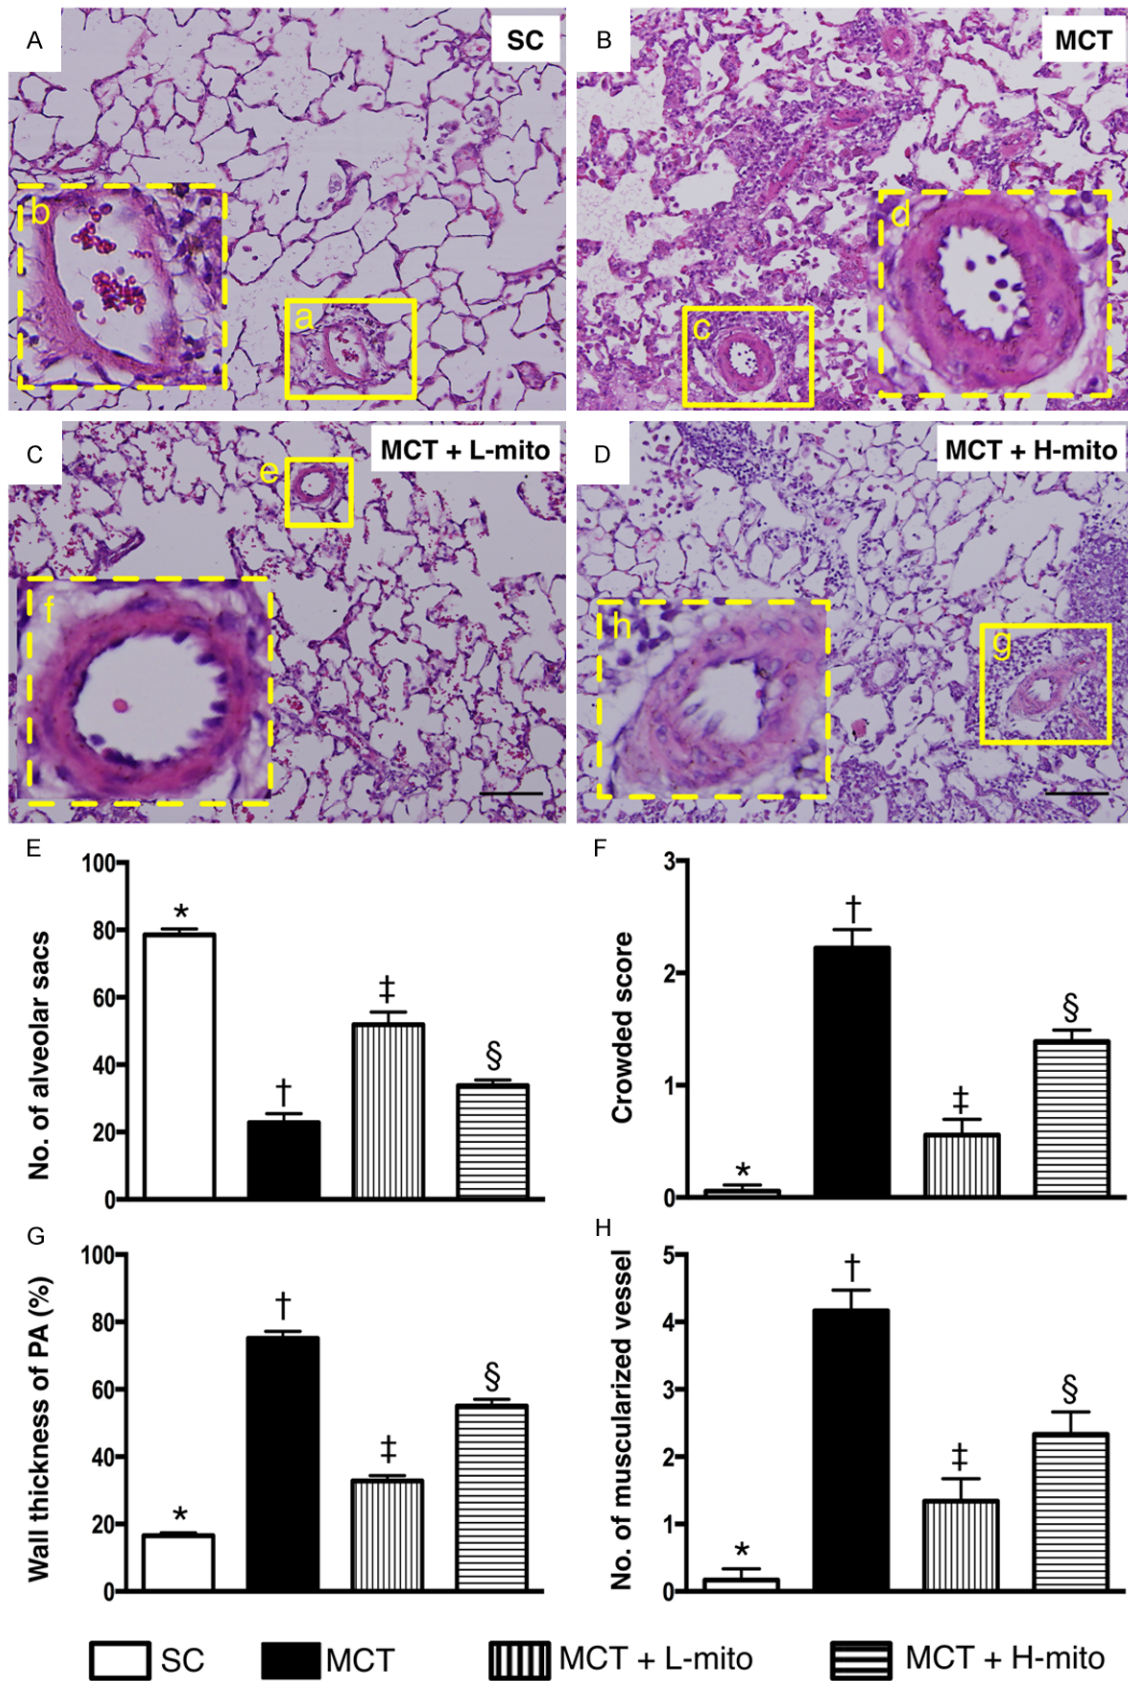 A
SC
b
a
B
MCT
d
c
C
MCT + L-mito
e
f
D
MCT + H-mito
h
g
E
No. of alveolar sacs
100
80
60
40
20
0
*
†
‡
§
F
Crowded score
3
2
1
0
*
†
‡
§
G
Wall thickness of PA (%)
100
80
60
40
20
0
*
†
‡
§
H
No. of muscularized vessel
5
4
3
2
1
0
*
†
‡
§
SC MCT MCT + L-mito MCT + H-mito